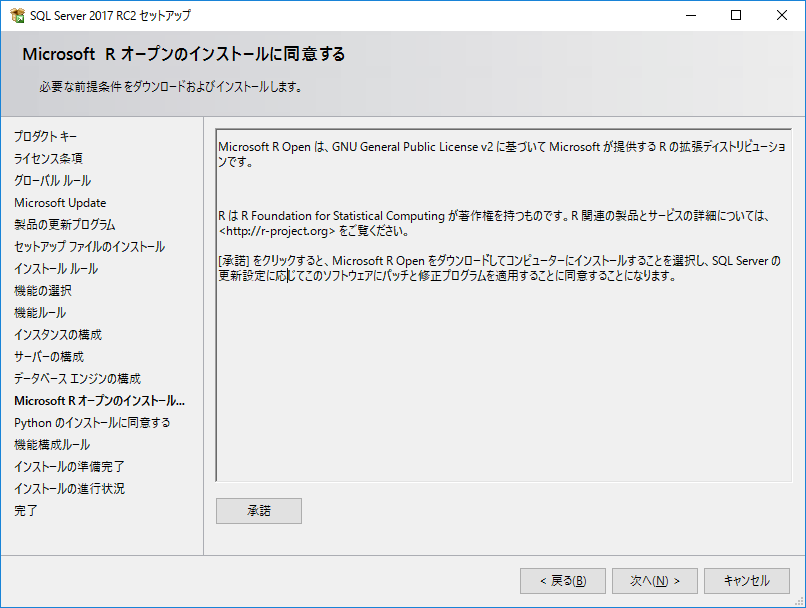 SQL Server 2017 RC2 セットアップ
Microsoft R オープンのインストールに同意する
必要な前提条件をダウンロードおよびインストールします。
プロダクト キー
ライセンス条項
グローバル ルール
Microsoft Update
製品の更新プログラム
セットアップ ファイルのインストール
インストール ルール
機能の選択
機能ルール
インスタンスの構成
サーバーの構成
データベース エンジンの構成
Microsoft R オープンのインストール...
Python のインストールに同意する
機能構成ルール
インストールの準備完了
インストールの進行状況
完了
Microsoft R Open は、GNU General Public License v2 に基づいて Microsoft が提供する R の拡張ディストリビューショ
ンです。
R は R Foundation for Statistical Computing が著作権を持つものです。R 関連の製品とサービスの詳細については、
<http://r-project.org> をご覧ください。
[承諾] をクリックすると、Microsoft R Open をダウンロードしてコンピューターにインストールすることを選択し、SQL Server の
更新設定に応じてこのソフトウェアにパッチと修正プログラムを適用することに同意することになります。
承諾
< 戻る(B)
次へ(N) >
キャンセル